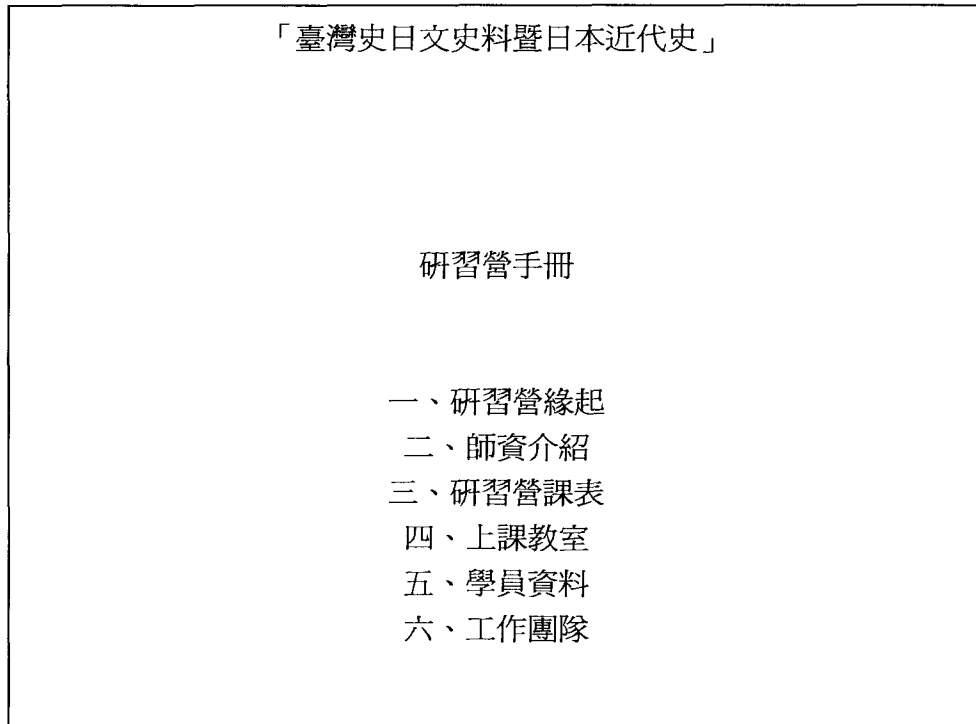 「臺灣史日文史料暨日本近代史」
研習營手冊
一、研習營緣起
二、師資介紹
三、研習營課表
四、上課教室
五、學員資料
六、工作團隊